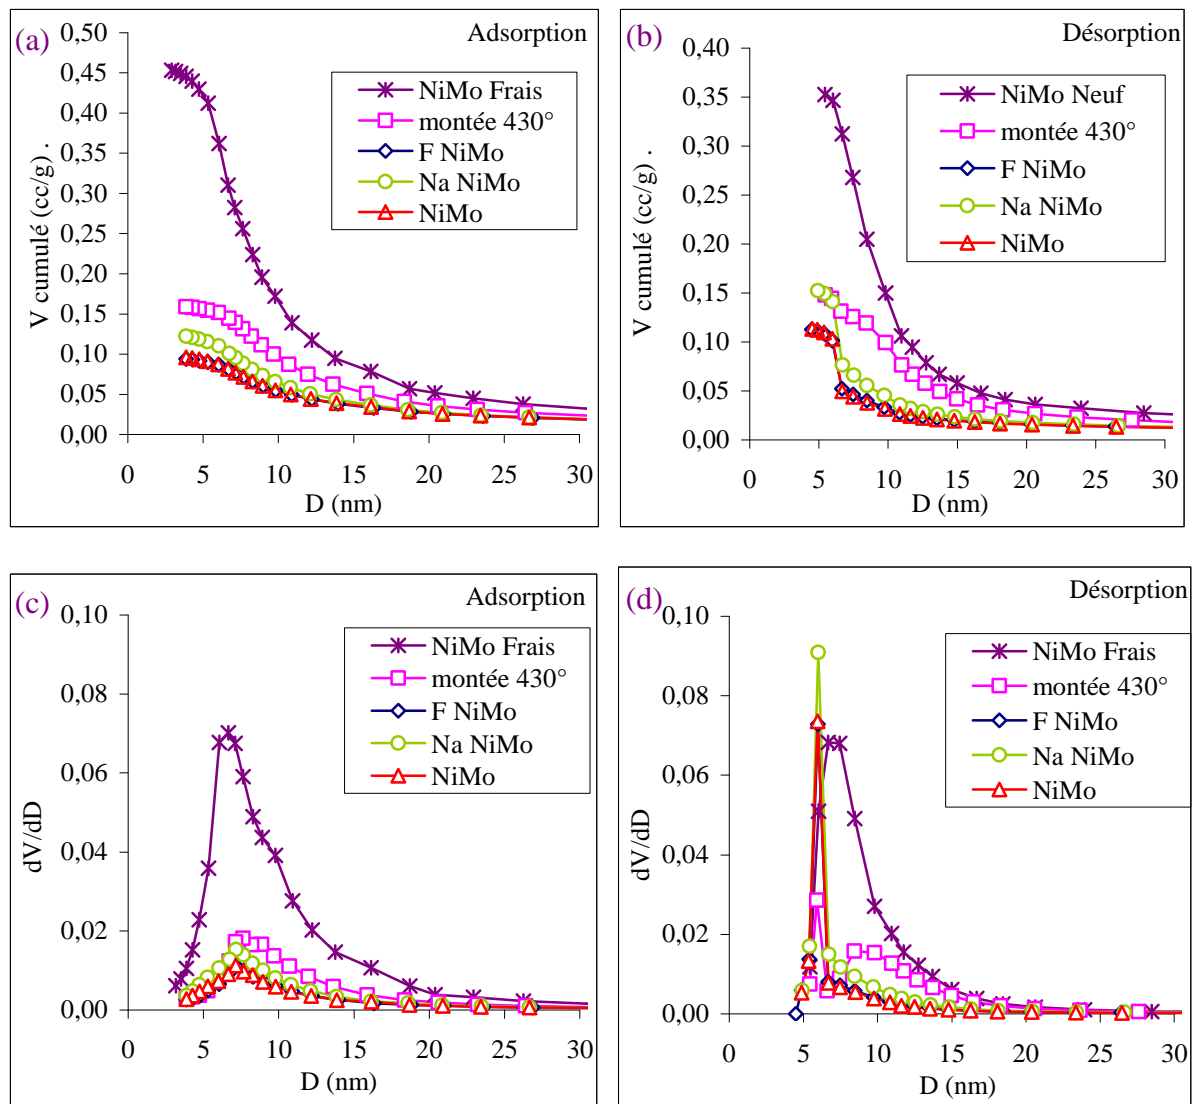 (a)
Adsorption
V cumulé (cc/g) .
0,50
0,45
0,40
0,35
0,30
0,25
0,20
0,15
0,10
0,05
0,00
NiMo Frais
montée 430°
F NiMo
Na NiMo
NiMo
0 5 10 15 20 25 30
D (nm)
(b)
Désorption
V cumulé (cc/g) .
0,40
0,35
0,30
0,25
0,20
0,15
0,10
0,05
0,00
NiMo Neuf
montée 430°
F NiMo
Na NiMo
NiMo
0 5 10 15 20 25 30
D (nm)
(c)
Adsorption
dV/dD
0,10
0,08
0,06
0,04
0,02
0,00
NiMo Frais
montée 430°
F NiMo
Na NiMo
NiMo
0 5 10 15 20 25 30
D (nm)
(d)
Désorption
dV/dD
0,10
0,08
0,06
0,04
0,02
0,00
NiMo Frais
montée 430°
F NiMo
Na NiMo
NiMo
0 5 10 15 20 25 30
D (nm)